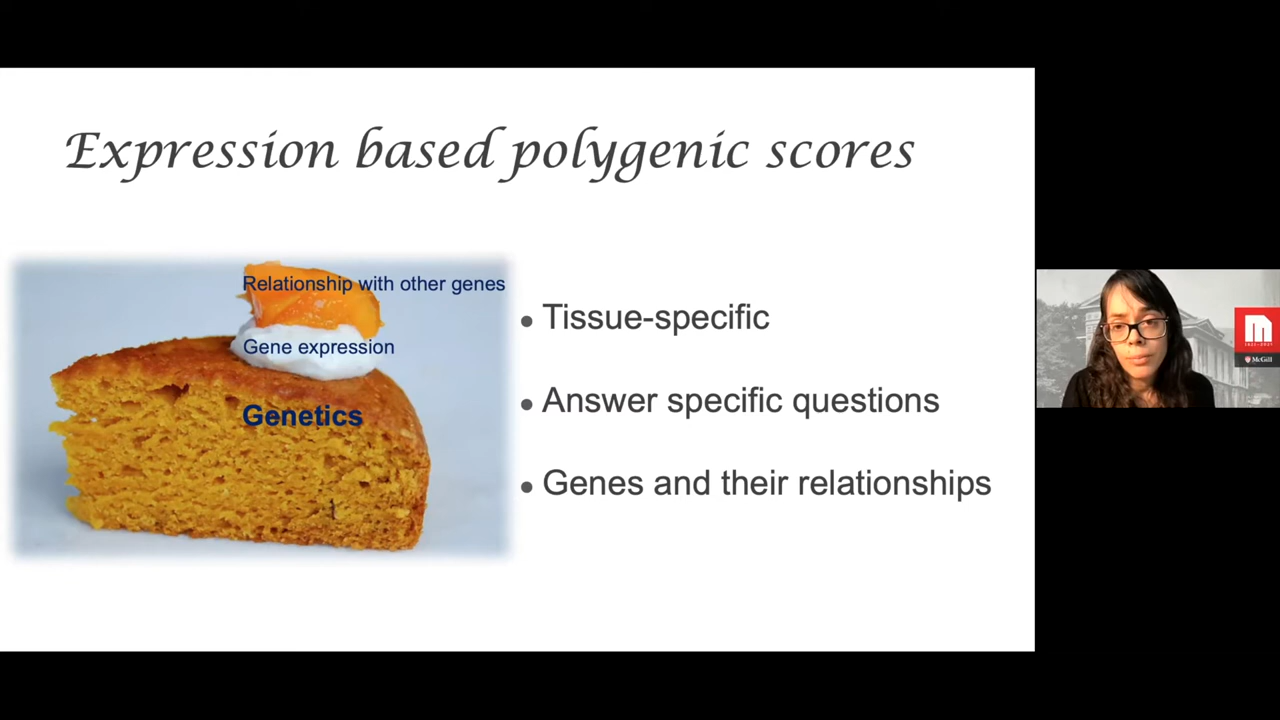 Expression based polygenic scores
Relationship with other genes
Gene expression
Genetics
• Tissue-specific
• Answer specific questions
• Genes and their relationships
McGill